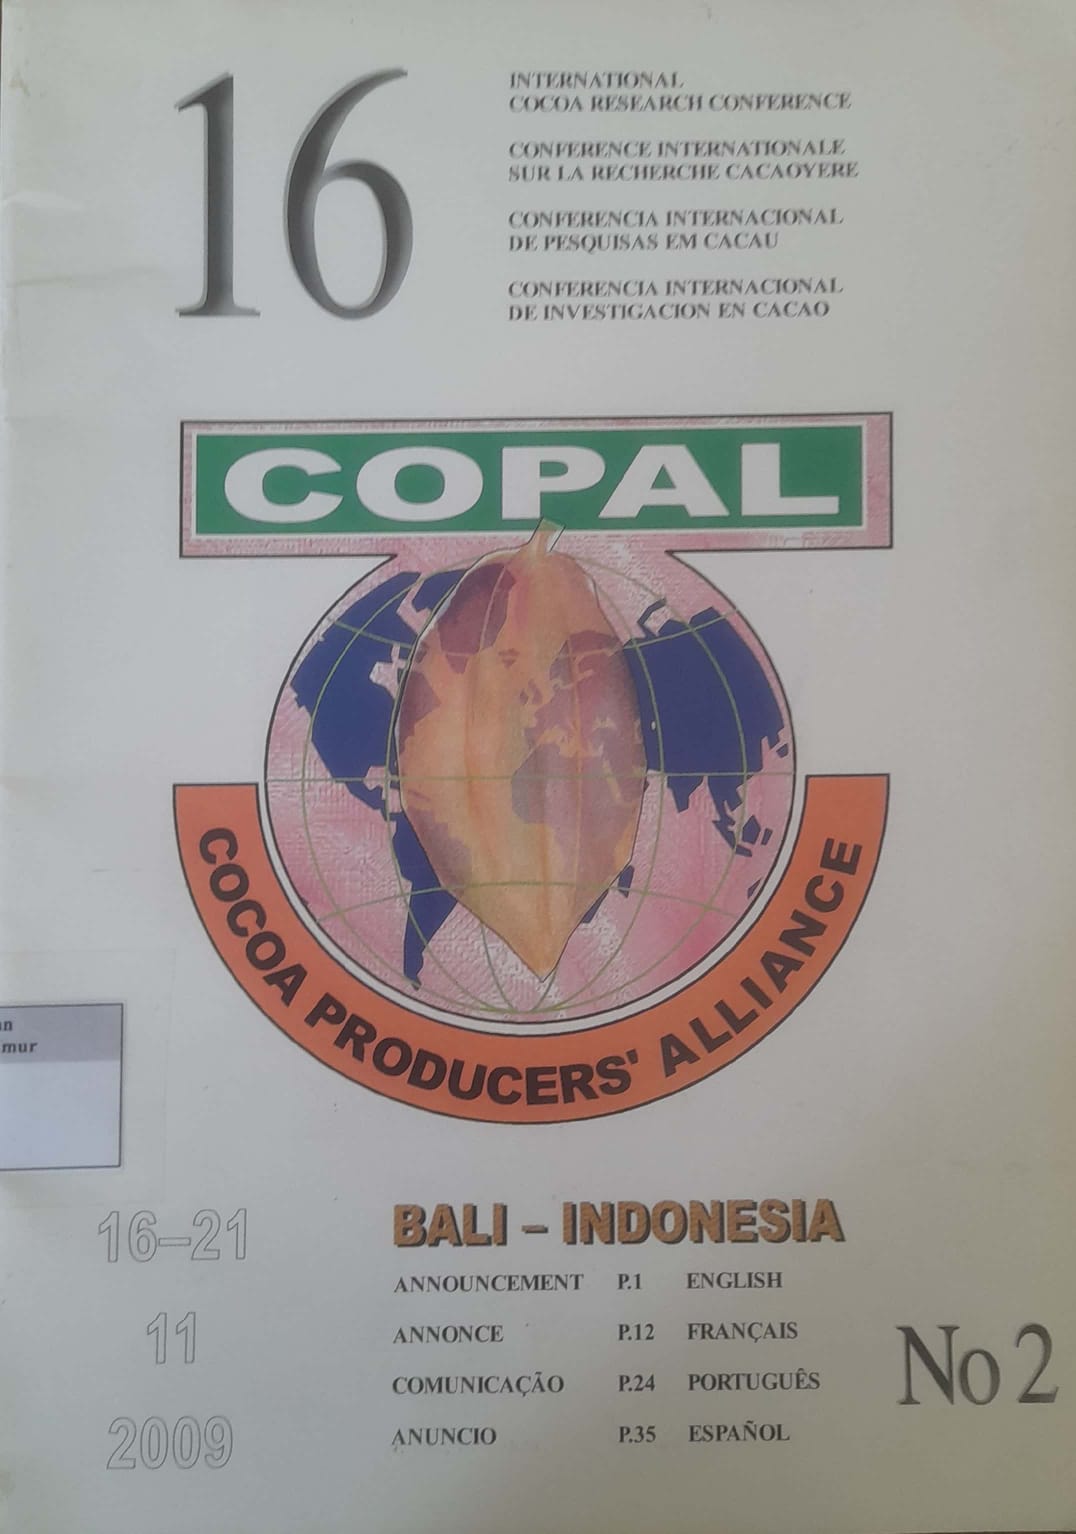 16
INTERNATIONAL
COCOA RESEARCH CONFERENCE
CONFERENCE INTERNATIONALE
SUR LA RECHERCHE CACAOYERE
CONFERENCIA INTERNACIONAL
DE PESQUISAS EM CACAU
CONFERENCIA INTERNACIONAL
DE INVESTIGACION EN CACAO
COPAL
COCOA PRODUCERS' ALLIANCE
an
mur
16–21
11
2009
BALI – INDONESIA
ANNOUNCEMENT P.1 ENGLISH
ANNONCE P.12 FRANÇAIS
COMUNICAÇÃO P.24 PORTUGUÊS
ANUNCIO P.35 ESPAÑOL
No 2